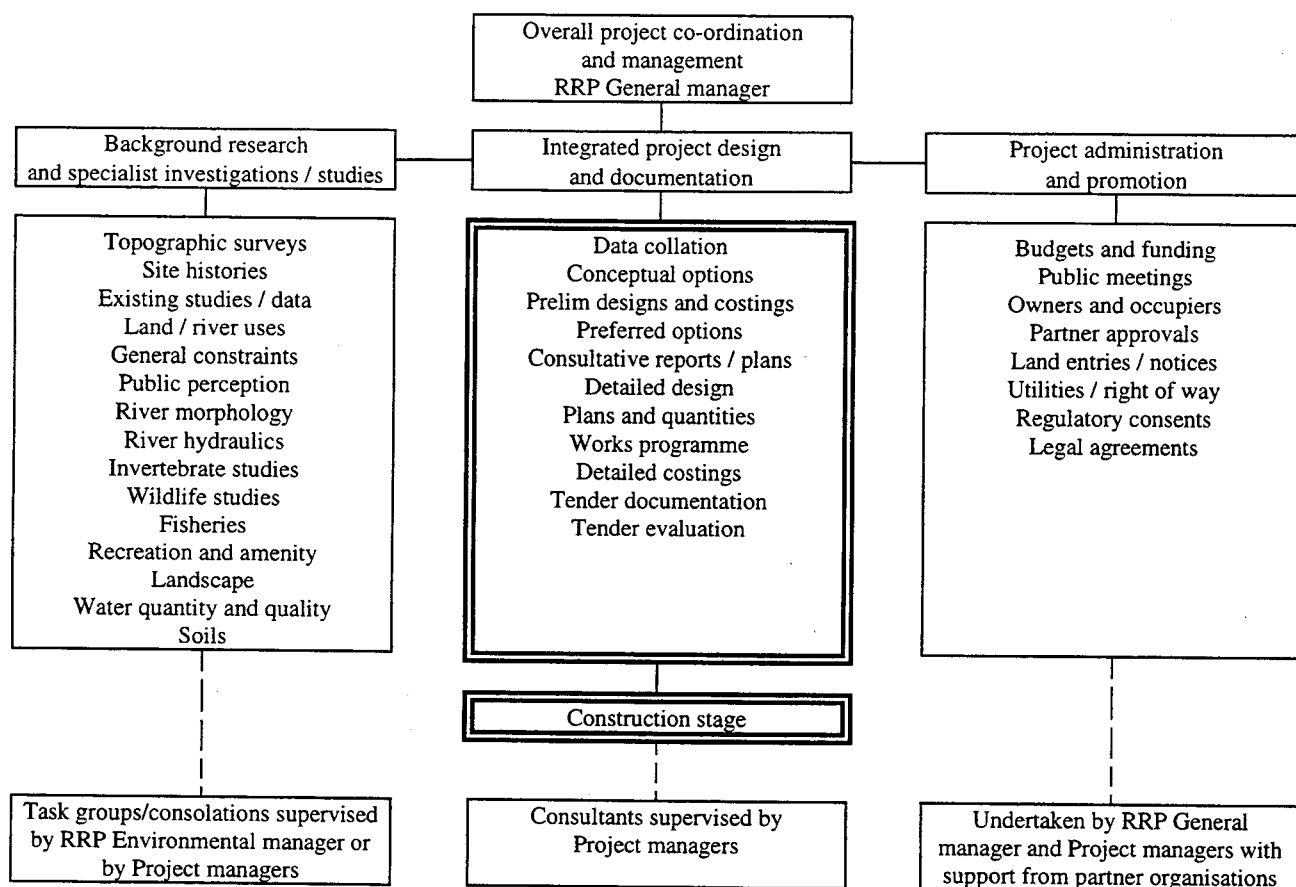 Overall project co-ordination
and management
RRP General manager
Background research
and specialist investigations / studies
Integrated project design
and documentation
Project administration
and promotion
Topographic surveys
Site histories
Existing studies / data
Land / river uses
General constraints
Public perception
River morphology
River hydraulics
Invertebrate studies
Wildlife studies
Fisheries
Recreation and amenity
Landscape
Water quantity and quality
Soils
Data collation
Conceptual options
Prelim designs and costings
Preferred options
Consultative reports / plans
Detailed design
Plans and quantities
Works programme
Detailed costings
Tender documentation
Tender evaluation
Budgets and funding
Public meetings
Owners and occupiers
Partner approvals
Land entries / notices
Utilities / right of way
Regulatory consents
Legal agreements
Construction stage
Task groups/consolations supervised
by RRP Environmental manager or
by Project managers
Consultants supervised by
Project managers
Undertaken by RRP General
manager and Project managers with
support from partner organisations